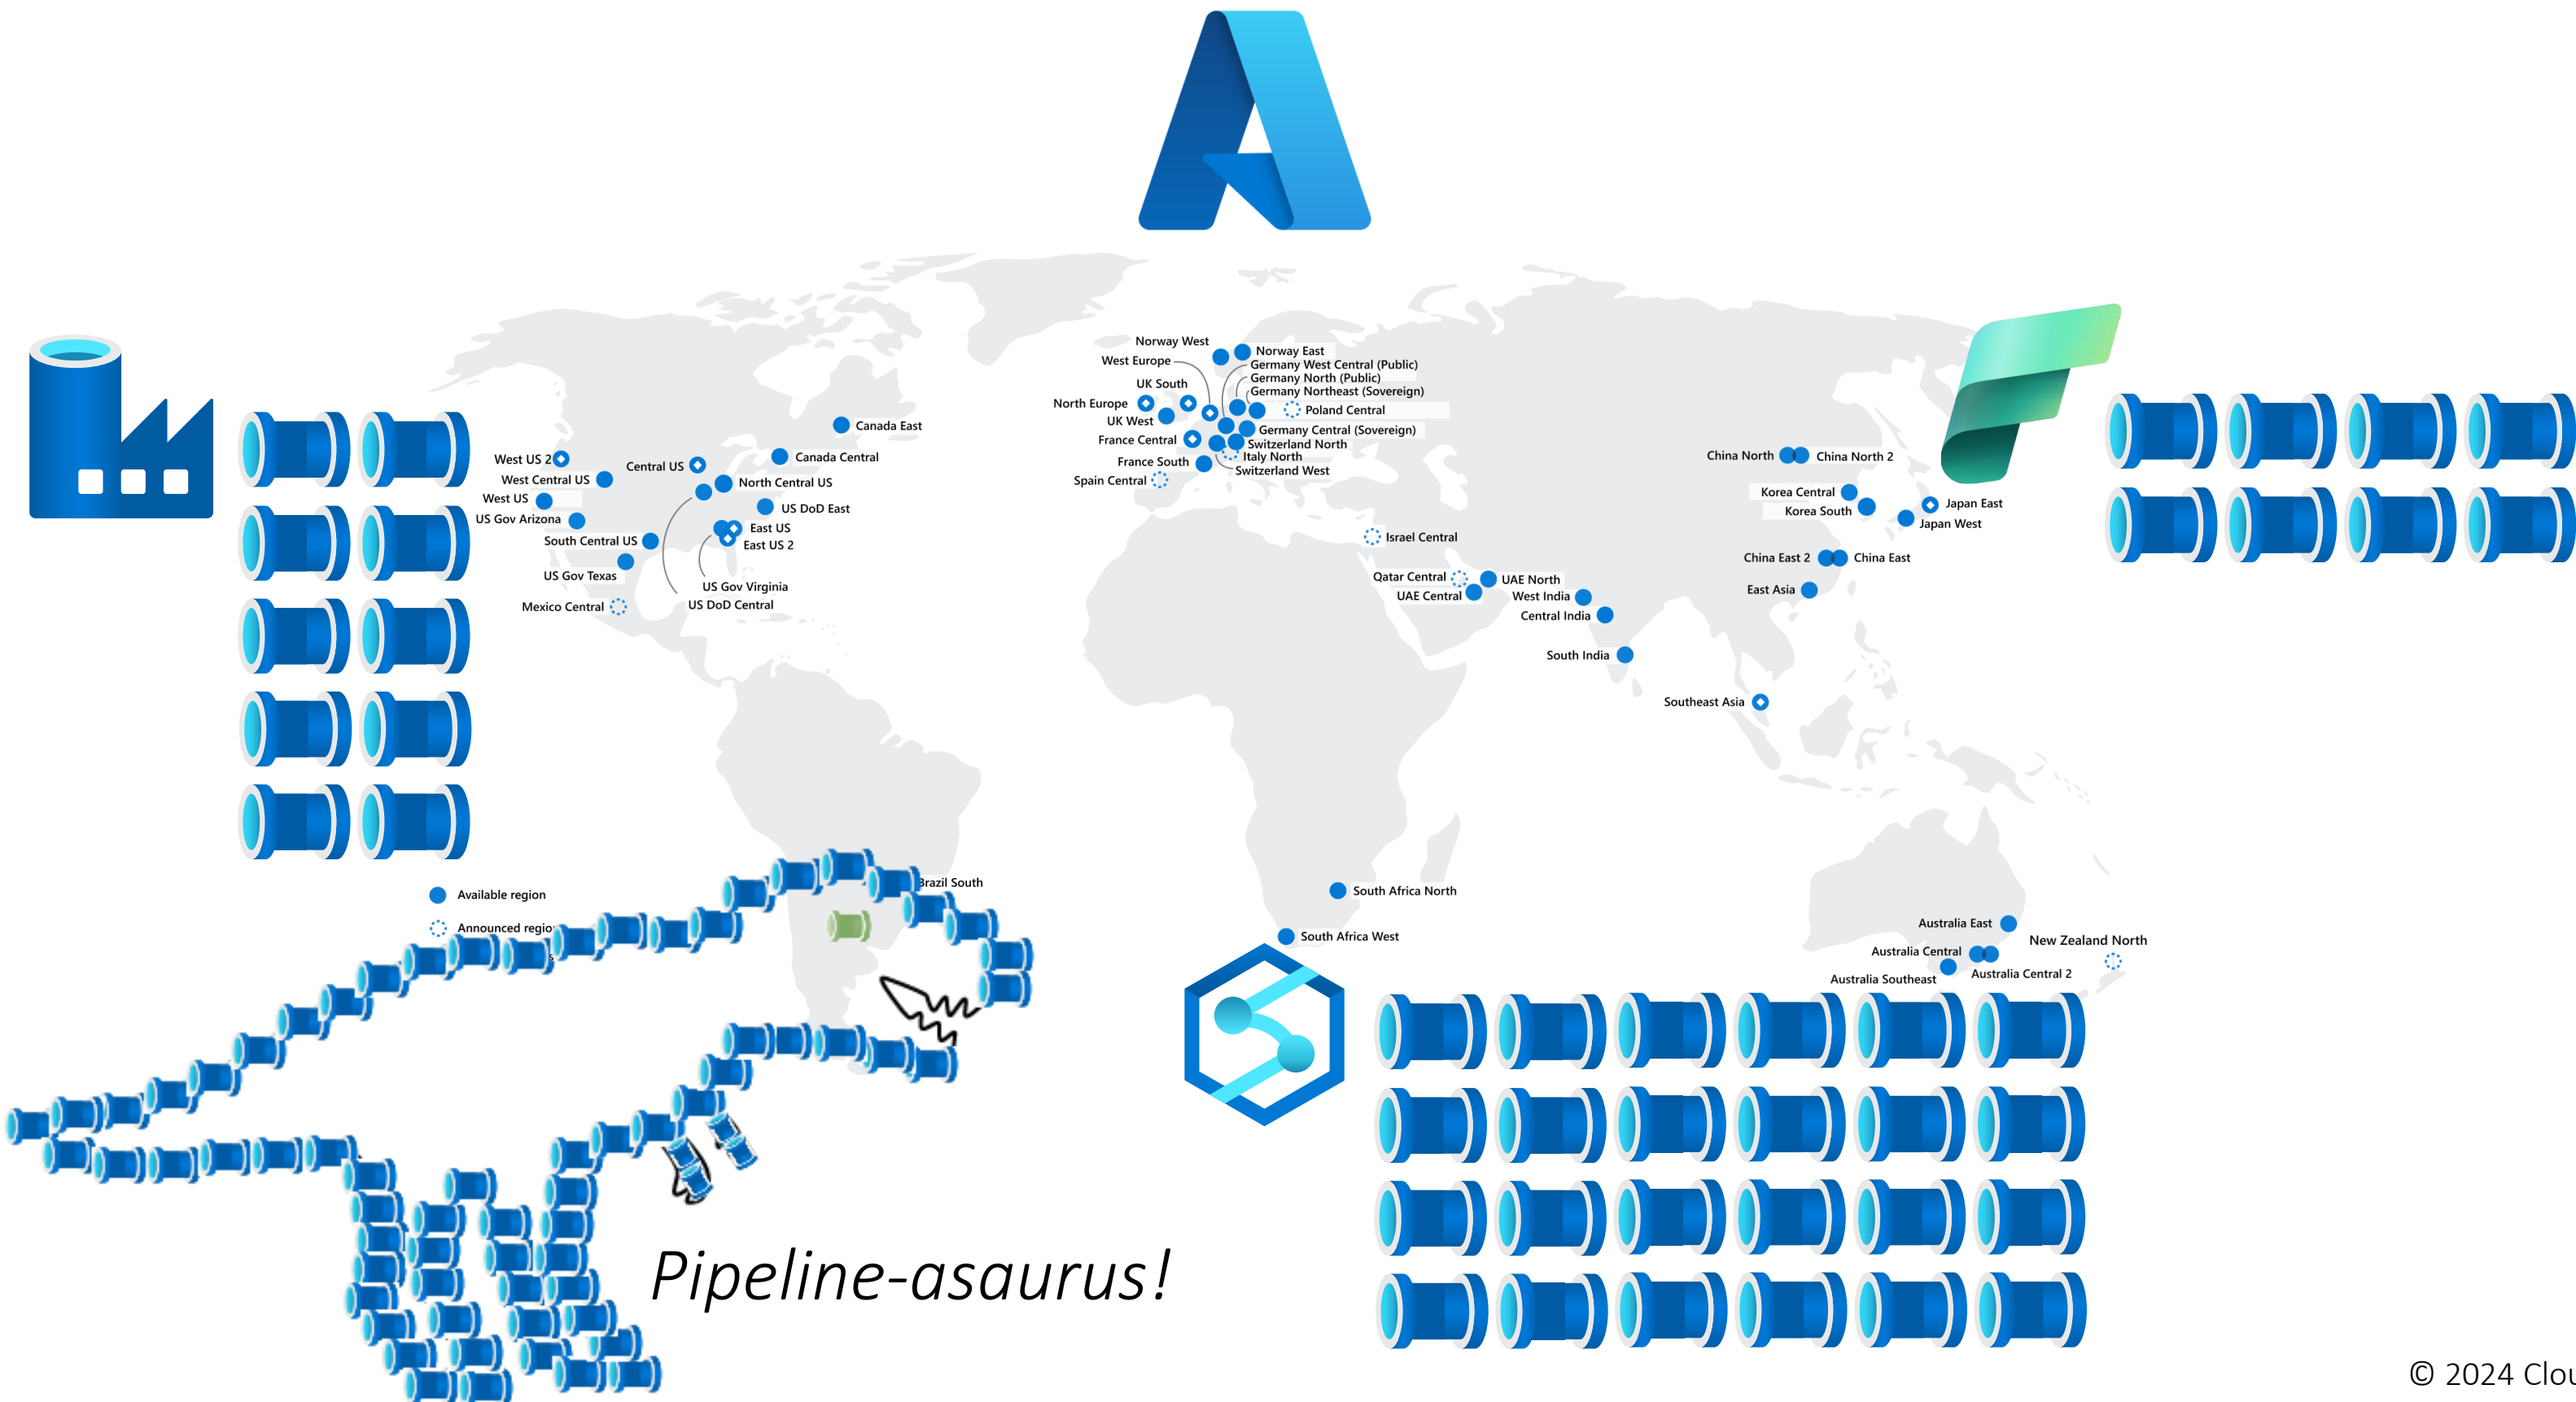 Norway West
Norway East
West Europe
Germany West Central (Public)
Germany North (Public)
UK South
Germany Northeast (Sovereign)
North Europe
Poland Central
UK West
Germany Central (Sovereign)
France Central
Switzerland North
Italy North
France South
Switzerland West
Spain Central
Canada East
West US 2
Central US
Canada Central
West Central US
North Central US
West US
US DoD East
US Gov Arizona
East US
South Central US
East US 2
US Gov Texas
US Gov Virginia
Mexico Central
US DoD Central
China North
China North 2
Korea Central
Korea South
Japan East
Japan West
Israel Central
China East 2
China East
Qatar Central
UAE North
UAE Central
West India
East Asia
Central India
South India
Southeast Asia
Brazil South
Available region
South Africa North
Announced region
South Africa West
Australia East
New Zealand North
Australia Central
Australia Central 2
Australia Southeast
Pipeline-asaurus!
© 2024